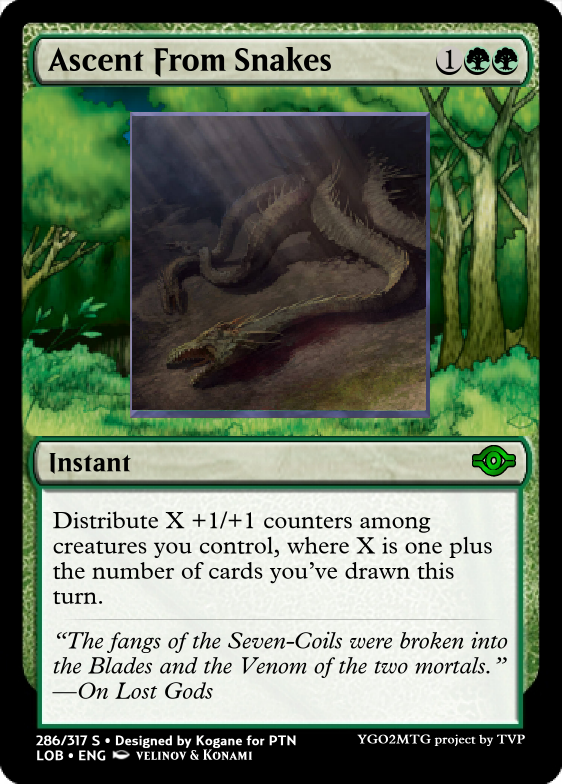 Ascent From Snakes 1
Instant
Distribute X +1/+1 counters among
creatures you control, where X is one plus
the number of cards you've drawn this
turn.
“The fangs of the Seven-Coils were broken into
the Blades and the Venom of the two mortals.”
—On Lost Gods
286/317 S • Designed by Kogane for PTN
YGO2MTG project by TVP
LOB • ENG VELINOV & KONAMI